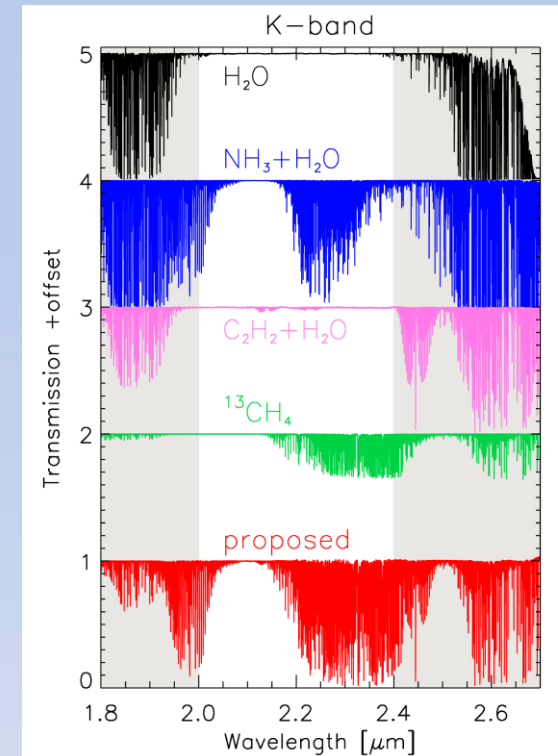 K-band
5
H₂O
NH₃+H₂O
4
3
C₂H₂+H₂O
¹³CH₄
2
proposed
1
0
Transmission +offset
1.8 2.0 2.2 2.4 2.6
Wavelength [μm]